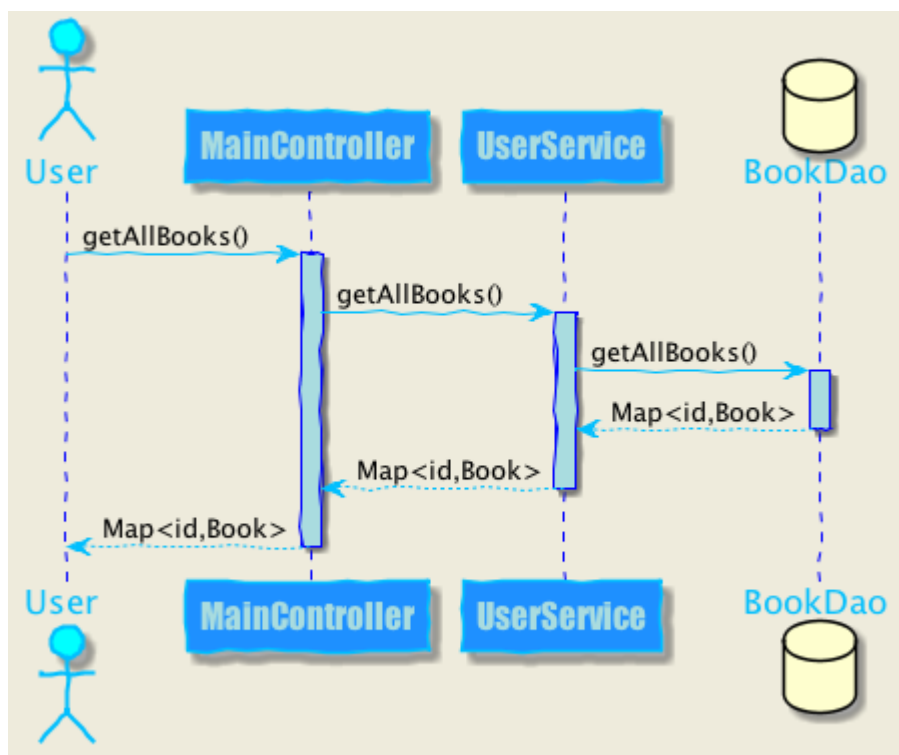 User
MainController
UserService
BookDao
getAllBooks()
getAllBooks()
getAllBooks()
Map<id,Book>
Map<id,Book>
Map<id,Book>
User
MainController
UserService
BookDao